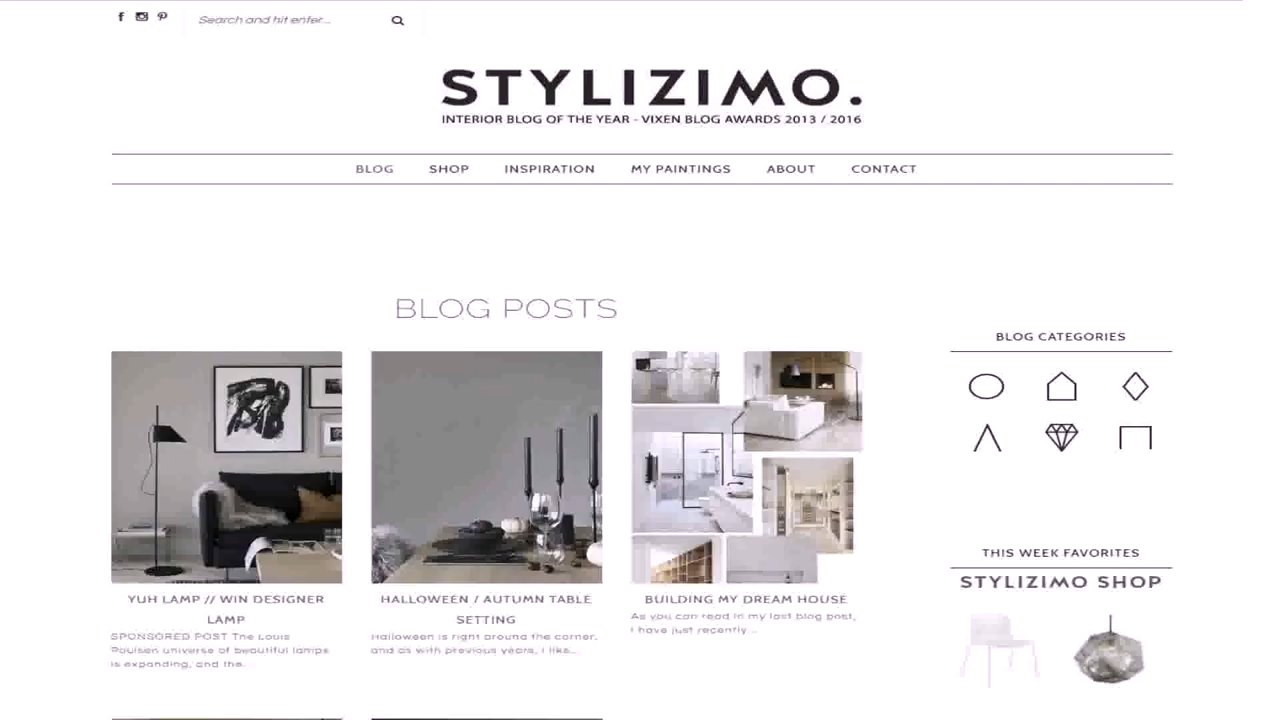 Search and hit enter...
STYLIZIMO.
INTERIOR BLOG OF THE YEAR - VIXEN BLOG AWARDS 2013 / 2016
BLOG SHOP INSPIRATION MY PAINTINGS ABOUT CONTACT
BLOG POSTS
YUH LAMP // WIN DESIGNER
LAMP
SPONSORED POST The Louis
Poulsen universe of beautiful lamps
is expanding, and the...
HALLOWEEN / AUTUMN TABLE
SETTING
Halloween is right around the corner,
and as with previous years, I like...
BUILDING MY DREAM HOUSE
As you can read in my last blog post,
I have just recently...
BLOG CATEGORIES
THIS WEEK FAVORITES
STYLIZIMO SHOP